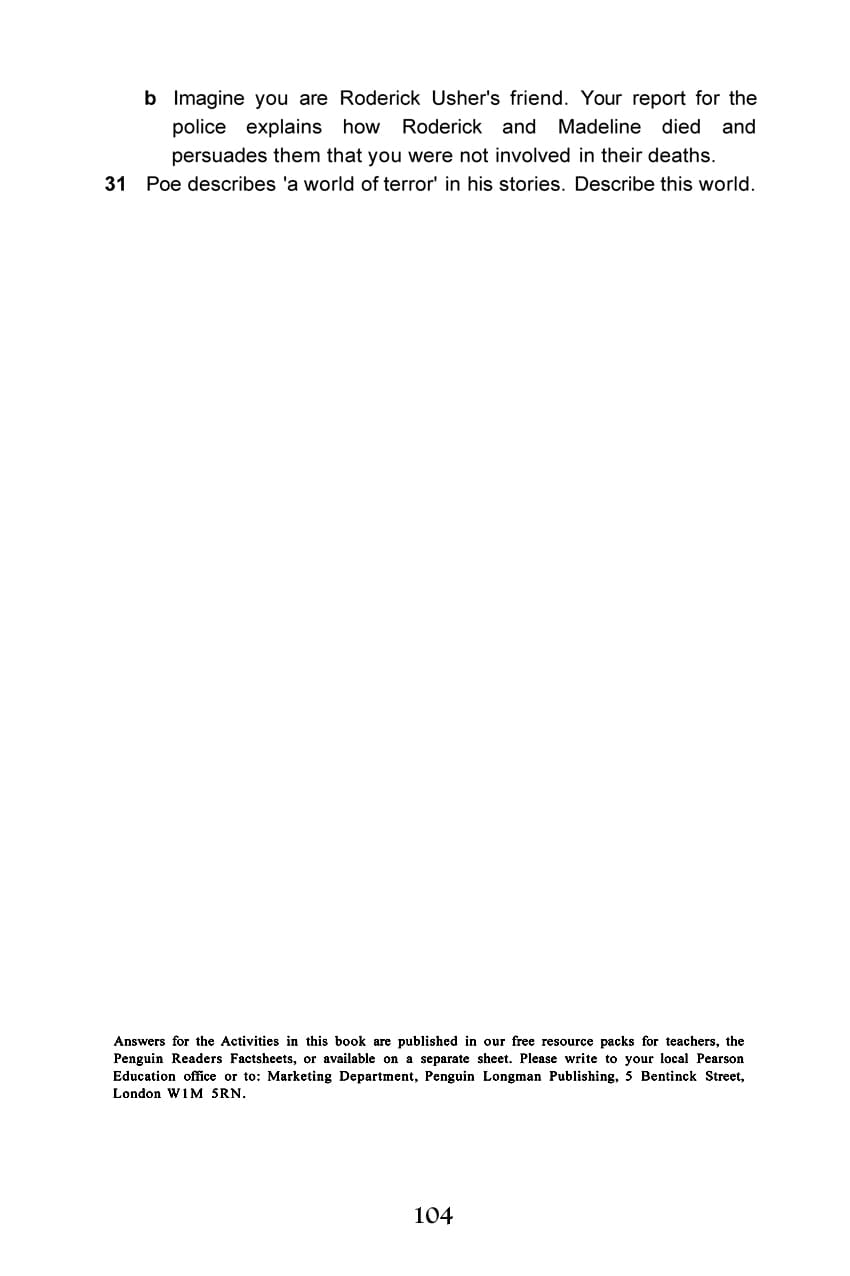 b Imagine you are Roderick Usher's friend. Your report for the
police explains how Roderick and Madeline died and
persuades them that you were not involved in their deaths.
31 Poe describes 'a world of terror' in his stories. Describe this world.
Answers for the Activities in this book are published in our free resource packs for teachers, the
Penguin Readers Factsheets, or available on a separate sheet. Please write to your local Pearson
Education office or to: Marketing Department, Penguin Longman Publishing, 5 Bentinck Street,
London W1M 5RN.
104